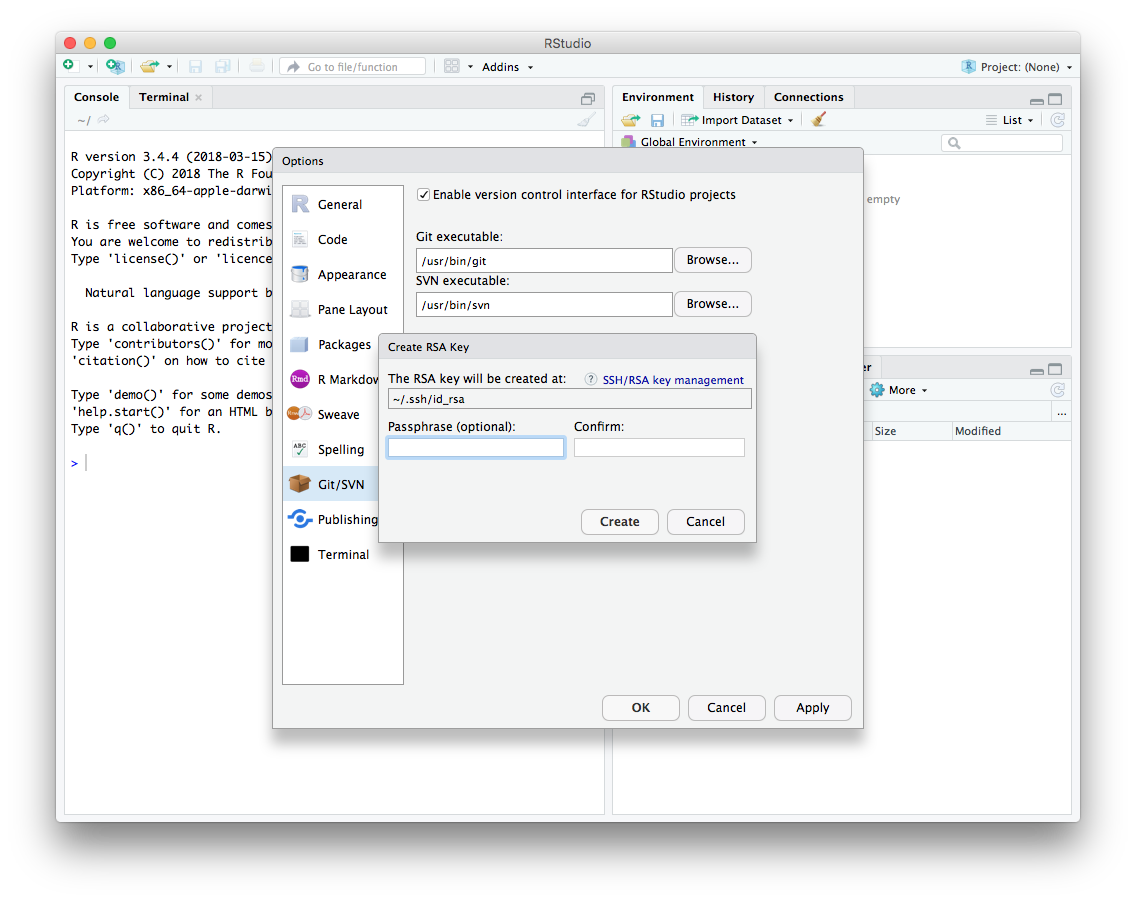 RStudio
Go to file/function
Addins
Project: (None)
Console
Terminal
~/
R version 3.4.4 (2018-03-15)
Copyright (C) 2018 The R Fou
Platform: x86_64-apple-darwi
R is free software and comes
You are welcome to redistrib
Type 'license()' or 'licence
Natural language support b
R is a collaborative project
Type 'contributors()' for mo
'citation()' on how to cite
Type 'demo()' for some demos
'help.start()' for an HTML b
Type 'q()' to quit R.
>
Environment
History
Connections
Import Dataset
List
Global Environment
empty
er
More
...
Size
Modified
Options
General
Code
Appearance
Pane Layout
Packages
R Markdow
Sweave
Spelling
Git/SVN
Publishing
Terminal
Enable version control interface for RStudio projects
Git executable:
/usr/bin/git
Browse...
SVN executable:
/usr/bin/svn
Browse...
Create RSA Key
The RSA key will be created at:
? SSH/RSA key management
~/.ssh/id_rsa
Passphrase (optional):
Confirm:
Create
Cancel
OK
Cancel
Apply